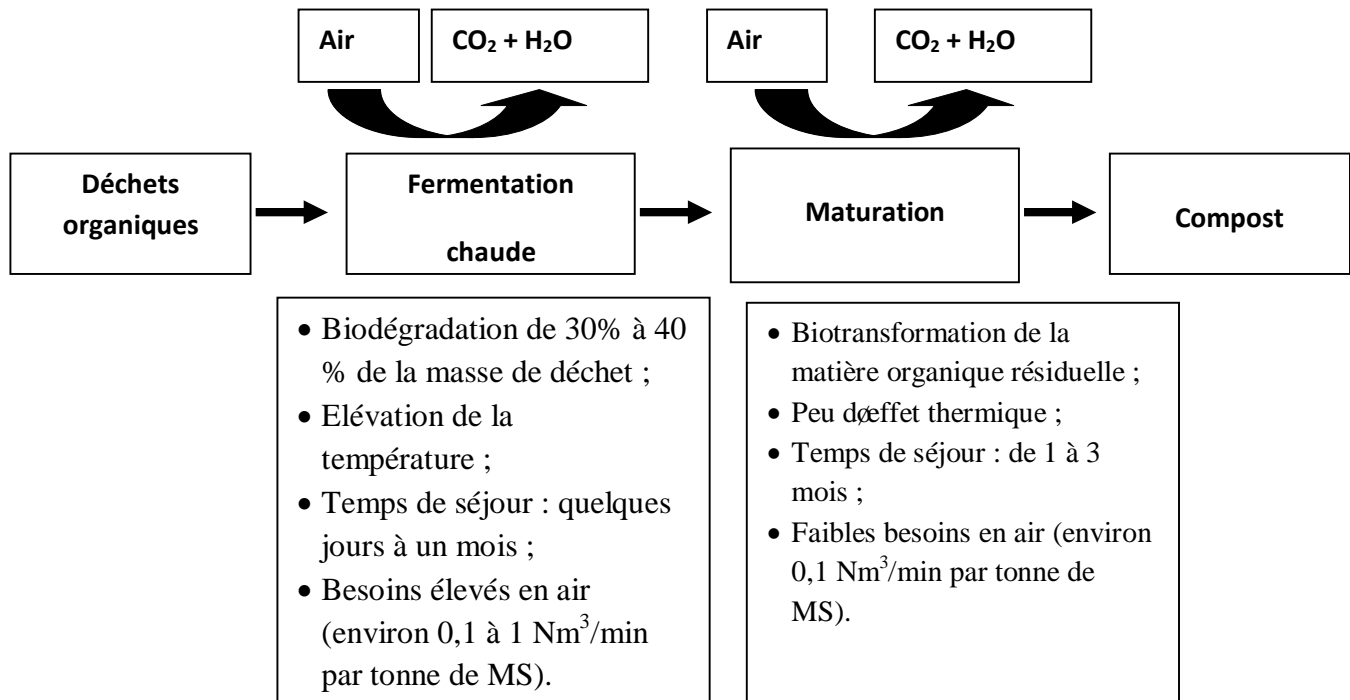 Air
CO₂ + H₂O
Air
CO₂ + H₂O
Déchets
organiques
Fermentation
chaude
Maturation
Compost
• Biodégradation de 30% à 40
% de la masse de déchet ;
• Elévation de la
température ;
• Temps de séjour : quelques
jours à un mois ;
• Besoins élevés en air
(environ 0,1 à 1 Nm³/min
par tonne de MS).
• Biotransformation de la
matière organique résiduelle ;
• Peu døeffet thermique ;
• Temps de séjour : de 1 à 3
mois ;
• Faibles besoins en air (environ
0,1 Nm³/min par tonne de
MS).